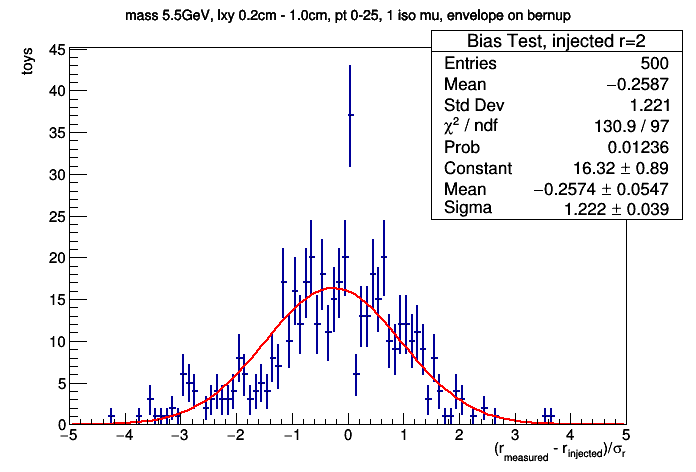 mass 5.5GeV, lxy 0.2cm - 1.0cm, pt 0-25, 1 iso mu, envelope on bernup
Bias Test, injected r=2
Entries 500
Mean −0.2587
Std Dev 1.221
χ² / ndf 130.9 / 97
Prob 0.01236
Constant 16.32 ± 0.89
Mean −0.2574 ± 0.0547
Sigma 1.222 ± 0.039
toys
45
40
35
30
25
20
15
10
5
0
−5 −4 −3 −2 −1 0 1 2 3 4 5
(r_measured - r_injected)/σ_r